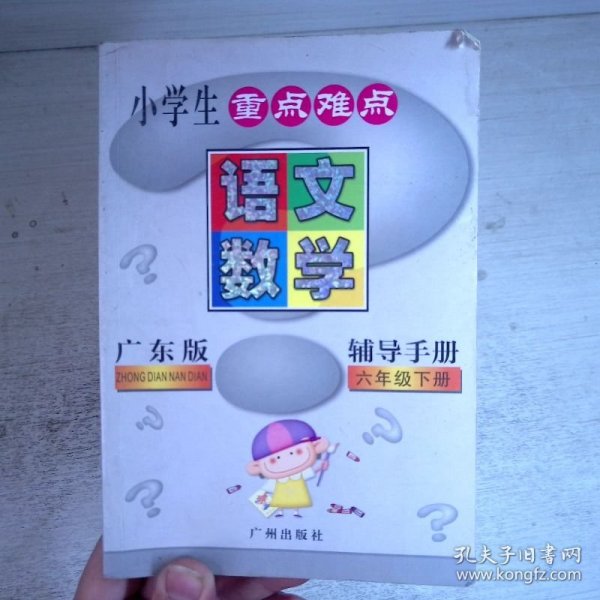 小学生重点难点
语文
数学
广东版 辅导手册
ZHONG DIAN NAN DIAN 六年级下册
广州出版社
孔夫子旧书网
www.kongfz.com